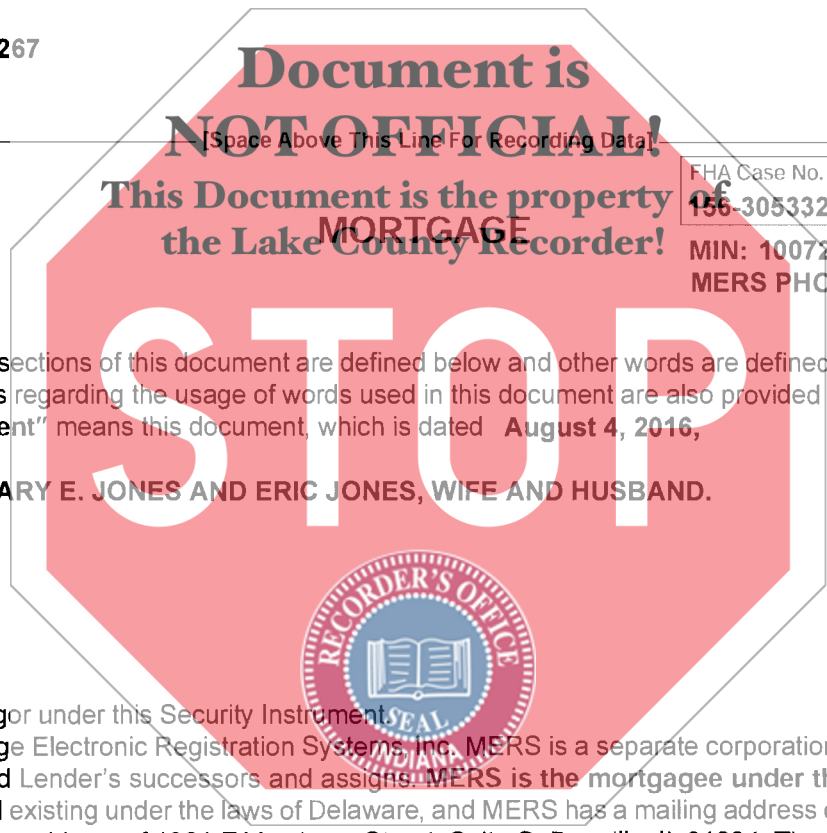 267
Document is
NOT OFFICIAL!
[Space Above This Line For Recording Data]
This Document is the property of
the Lake County Recorder!
FHA Case No.
156-305332
MORTGAGE
MIN: 10072
MERS PHO
STOP
sections of this document are defined below and other words are defined
s regarding the usage of words used in this document are also provided
ent” means this document, which is dated August 4, 2016,
ARY E. JONES AND ERIC JONES, WIFE AND HUSBAND.
RECORDER'S OFFICE
SEAL
INDIANA
gor under this Security Instrument.
ge Electronic Registration Systems, Inc. MERS is a separate corporation
d Lender’s successors and assigns. MERS is the mortgagee under th
d existing under the laws of Delaware, and MERS has a mailing address